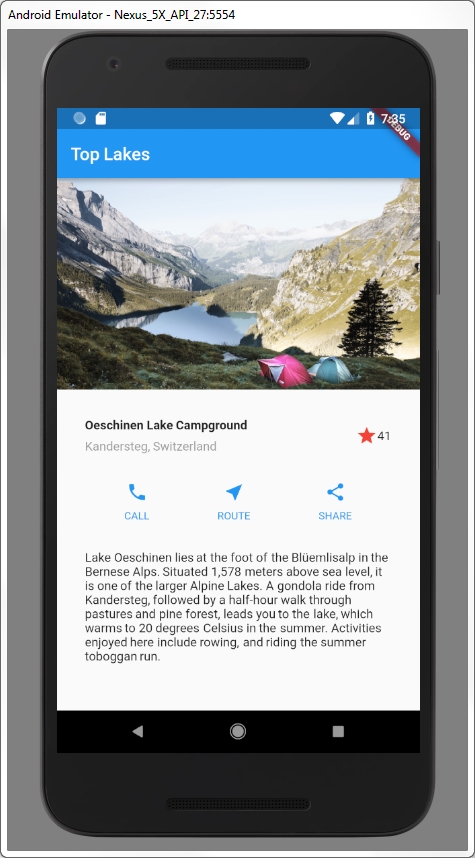 Android Emulator - Nexus_5X_API_27:5554
7:35
DEBUG
Top Lakes
Oeschinen Lake Campground
Kandersteg, Switzerland
41
CALL
ROUTE
SHARE
Lake Oeschinen lies at the foot of the Blüemlisalp in the
Bernese Alps. Situated 1,578 meters above sea level, it
is one of the larger Alpine Lakes. A gondola ride from
Kandersteg, followed by a half-hour walk through
pastures and pine forest, leads you to the lake, which
warms to 20 degrees Celsius in the summer. Activities
enjoyed here include rowing, and riding the summer
toboggan run.